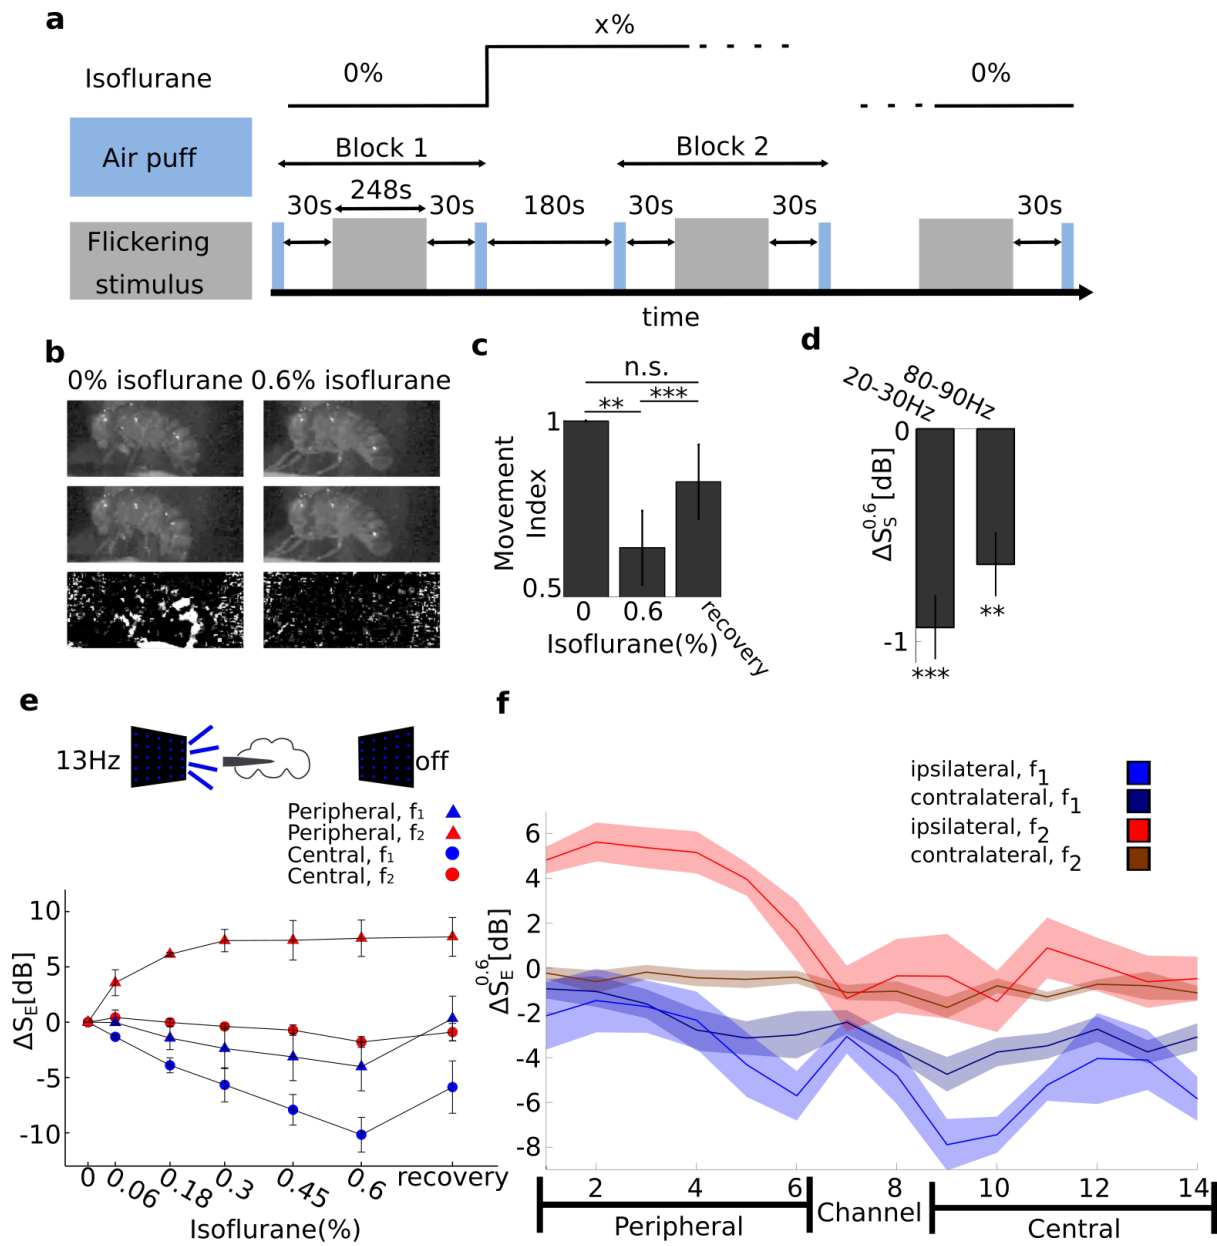 a
x%
0%
0%
Isoflurane
Air puff
Block 1
Block 2
248s
30s
30s
180s
30s
30s
30s
Flickering
stimulus
time
b
0% isoflurane
0.6% isoflurane
c
n.s.
**
***
1
0.5
Movement
Index
0
0.6
recovery
Isoflurane(%)
d
20-30Hz
80-90Hz
0
-1
ΔS_S^0.6 [dB]
***
**
e
13Hz
off
Peripheral, f₁
Peripheral, f₂
Central, f₁
Central, f₂
10
5
0
-5
-10
ΔS_E[dB]
0
0.06
0.18
0.3
0.45
0.6
recovery
Isoflurane(%)
f
ipsilateral, f₁
contralateral, f₁
ipsilateral, f₂
contralateral, f₂
6
4
2
0
-2
-4
-6
-8
ΔS_E^0.6 [dB]
2
4
6
8
10
12
14
Peripheral
Channel
Central